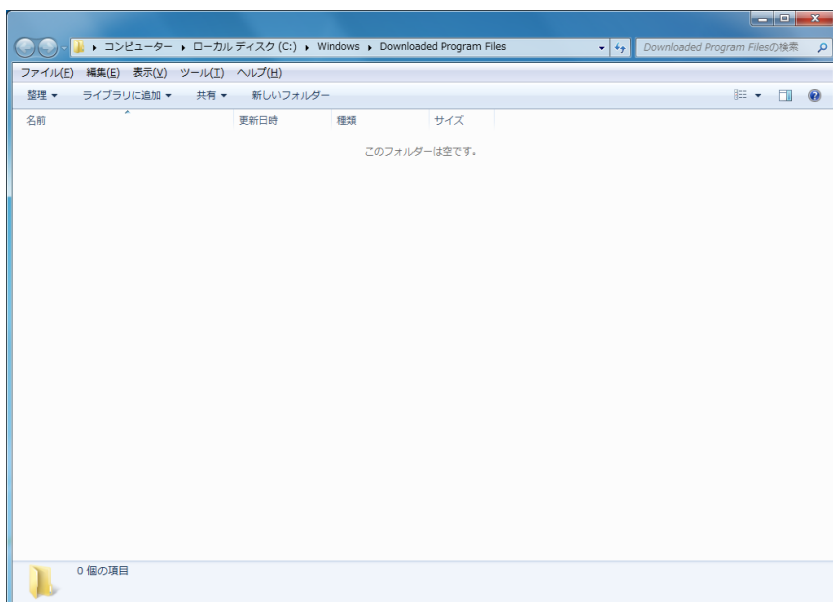 コンピューター ローカル ディスク (C:) Windows Downloaded Program Files Downloaded Program Filesの検索
ファイル(F) 編集(E) 表示(V) ツール(T) ヘルプ(H)
整理 ライブラリに追加 共有 新しいフォルダー
名前 更新日時 種類 サイズ
このフォルダーは空です。
0 個の項目